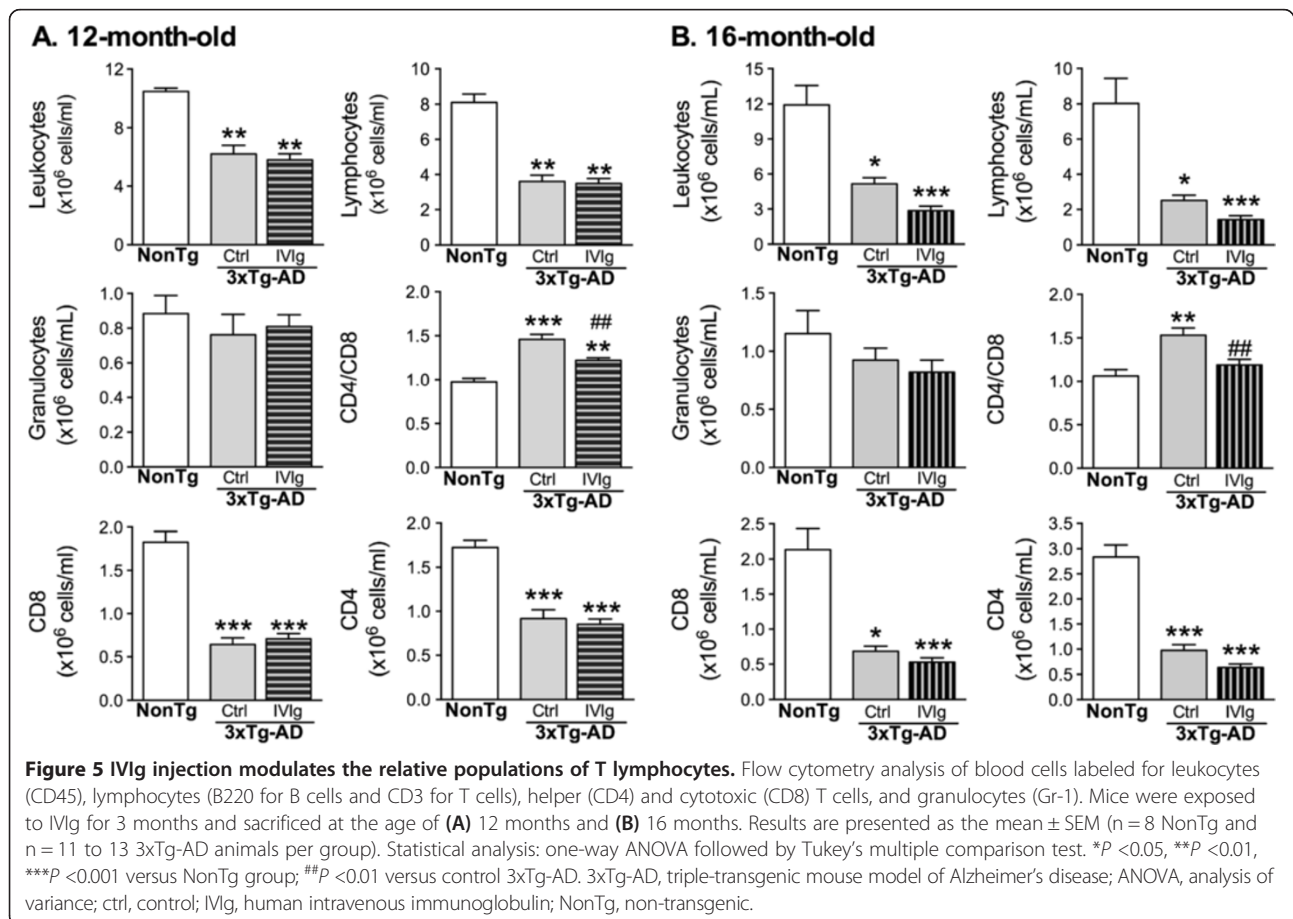 A. 12-month-old
B. 16-month-old
Leukocytes
(x10⁶ cells/ml)
12
8
4
0
** **
NonTg Ctrl IVIg
3xTg-AD
Lymphocytes
(x10⁶ cells/ml)
10
8
6
4
2
0
** **
NonTg Ctrl IVIg
3xTg-AD
Leukocytes
(x10⁶ cells/mL)
15
12
9
6
3
0
* ***
NonTg Ctrl IVIg
3xTg-AD
Lymphocytes
(x10⁶ cells/mL)
10
8
6
4
2
0
* ***
NonTg Ctrl IVIg
3xTg-AD
Granulocytes
(x10⁶ cells/mL)
1.0
0.8
0.6
0.4
0.2
0.0
NonTg Ctrl IVIg
3xTg-AD
CD4/CD8
2.0
1.5
1.0
0.5
0.0
##
*** **
NonTg Ctrl IVIg
3xTg-AD
Granulocytes
(x10⁶ cells/mL)
1.5
1.0
0.5
0.0
NonTg Ctrl IVIg
3xTg-AD
CD4/CD8
2.0
1.5
1.0
0.5
0.0
** ##
NonTg Ctrl IVIg
3xTg-AD
CD8
(x10⁶ cells/ml)
2.0
1.5
1.0
0.5
0.0
*** ***
NonTg Ctrl IVIg
3xTg-AD
CD4
(x10⁶ cells/ml)
2.0
1.5
1.0
0.5
0.0
*** ***
NonTg Ctrl IVIg
3xTg-AD
CD8
(x10⁶ cells/mL)
2.5
2.0
1.5
1.0
0.5
0.0
* ***
NonTg Ctrl IVIg
3xTg-AD
CD4
(x10⁶ cells/mL)
3.5
3.0
2.5
2.0
1.5
1.0
0.5
0.0
*** ***
NonTg Ctrl IVIg
3xTg-AD
Figure 5 IVIg injection modulates the relative populations of T lymphocytes. Flow cytometry analysis of blood cells labeled for leukocytes
(CD45), lymphocytes (B220 for B cells and CD3 for T cells), helper (CD4) and cytotoxic (CD8) T cells, and granulocytes (Gr-1). Mice were exposed
to IVIg for 3 months and sacrificed at the age of (A) 12 months and (B) 16 months. Results are presented as the mean ± SEM (n = 8 NonTg and
n = 11 to 13 3xTg-AD animals per group). Statistical analysis: one-way ANOVA followed by Tukey's multiple comparison test. *P <0.05, **P <0.01,
***P <0.001 versus NonTg group; ##P <0.01 versus control 3xTg-AD. 3xTg-AD, triple-transgenic mouse model of Alzheimer's disease; ANOVA, analysis of
variance; ctrl, control; IVIg, human intravenous immunoglobulin; NonTg, non-transgenic.